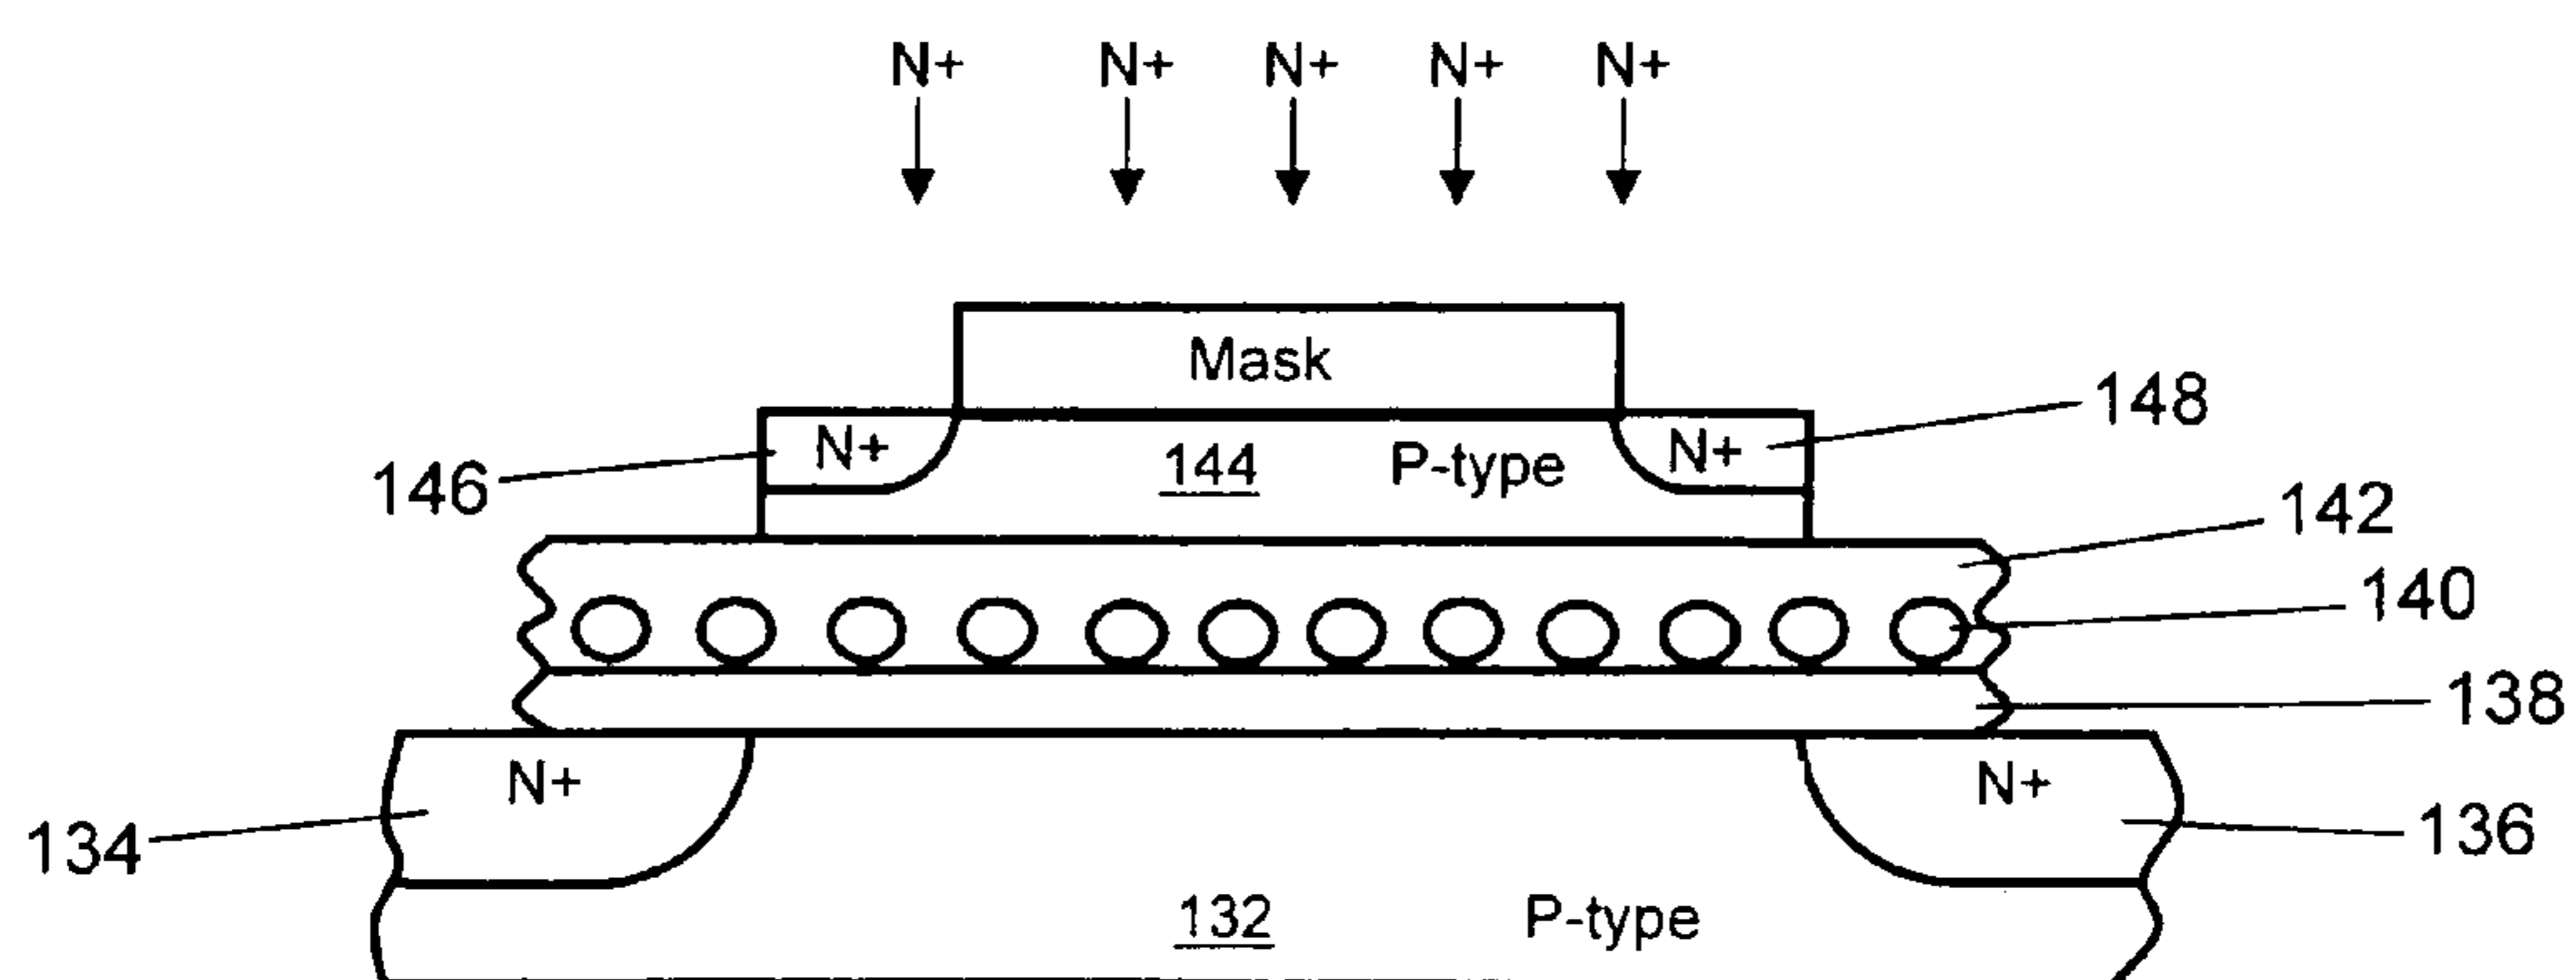 N+ N+ N+ N+ N+
Mask
148
N+ 144 P-type N+
146
142
140
138
N+ N+
134 136
132 P-type